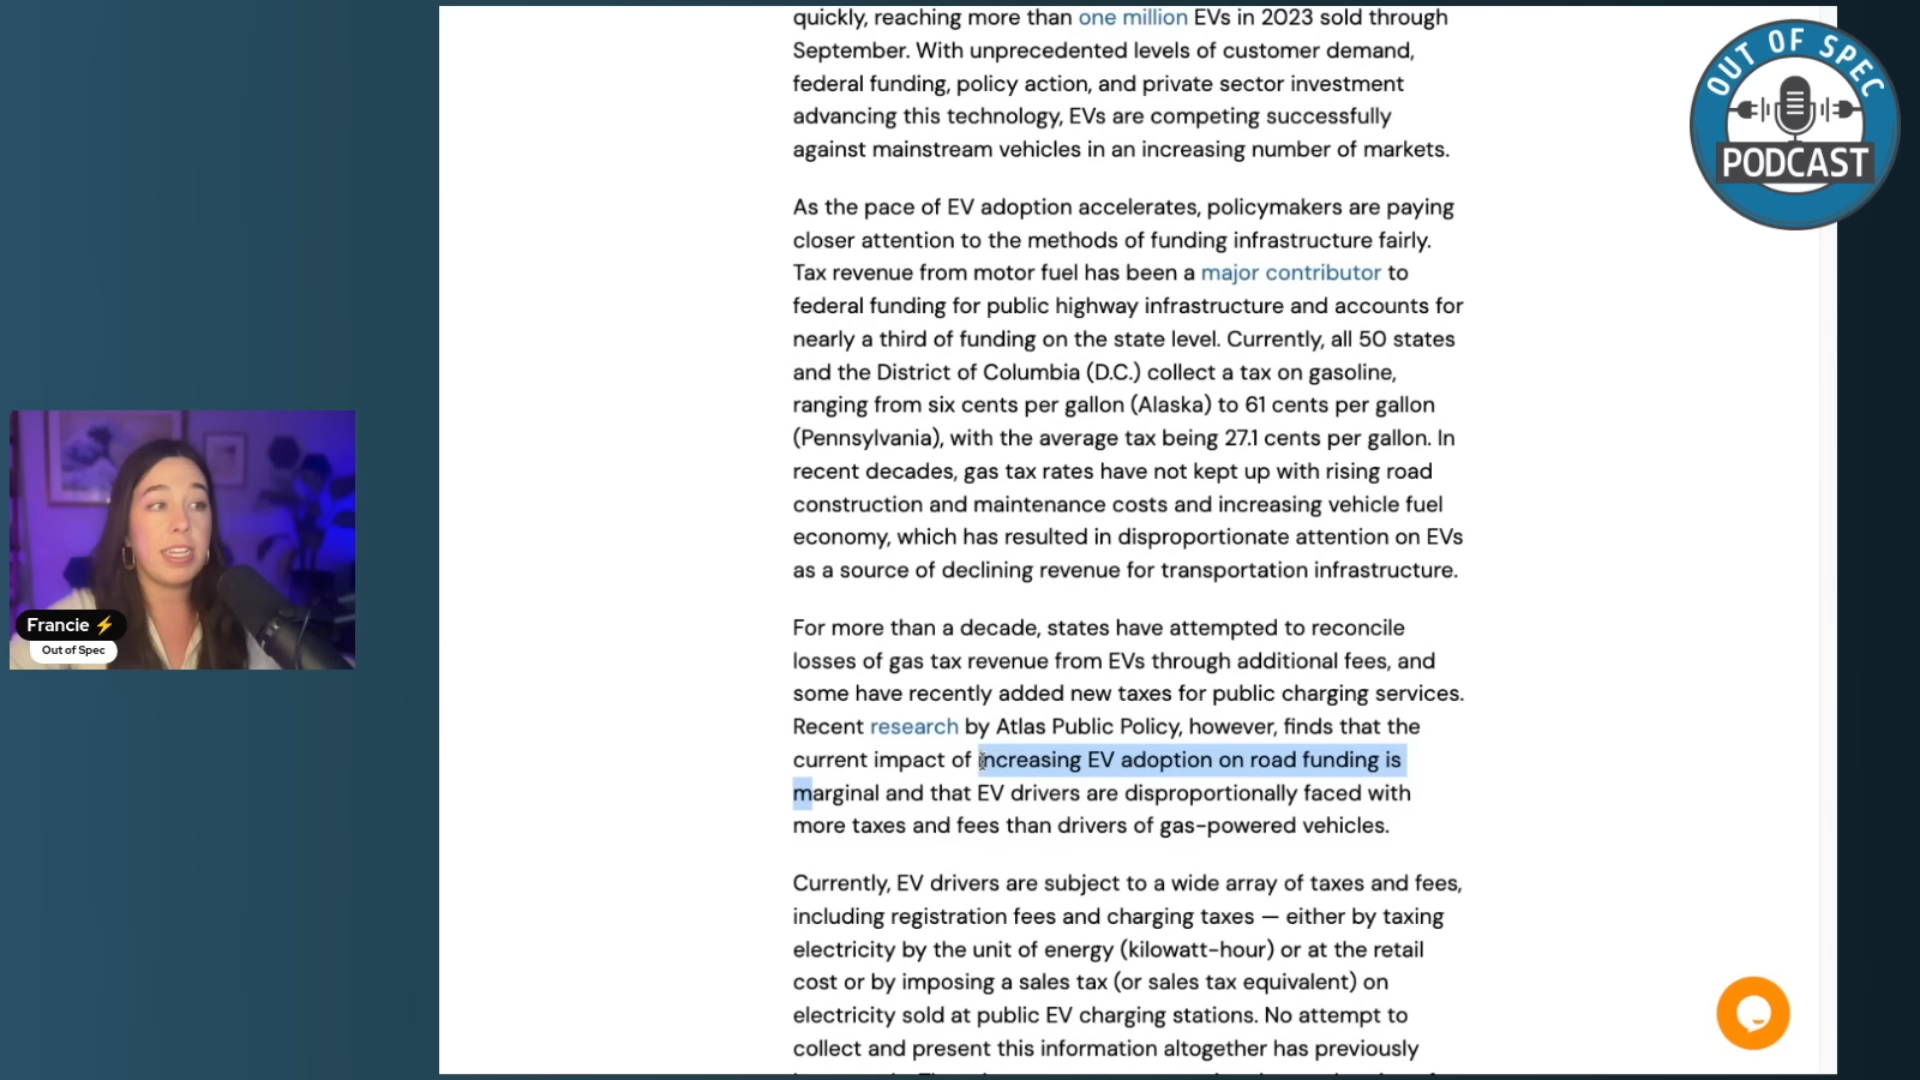 quickly, reaching more than one million EVs in 2023 sold through
September. With unprecedented levels of customer demand,
federal funding, policy action, and private sector investment
advancing this technology, EVs are competing successfully
against mainstream vehicles in an increasing number of markets.
As the pace of EV adoption accelerates, policymakers are paying
closer attention to the methods of funding infrastructure fairly.
Tax revenue from motor fuel has been a major contributor to
federal funding for public highway infrastructure and accounts for
nearly a third of funding on the state level. Currently, all 50 states
and the District of Columbia (D.C.) collect a tax on gasoline,
ranging from six cents per gallon (Alaska) to 61 cents per gallon
(Pennsylvania), with the average tax being 27.1 cents per gallon. In
recent decades, gas tax rates have not kept up with rising road
construction and maintenance costs and increasing vehicle fuel
economy, which has resulted in disproportionate attention on EVs
as a source of declining revenue for transportation infrastructure.
For more than a decade, states have attempted to reconcile
losses of gas tax revenue from EVs through additional fees, and
some have recently added new taxes for public charging services.
Recent research by Atlas Public Policy, however, finds that the
current impact of increasing EV adoption on road funding is
marginal and that EV drivers are disproportionally faced with
more taxes and fees than drivers of gas-powered vehicles.
Currently, EV drivers are subject to a wide array of taxes and fees,
including registration fees and charging taxes — either by taxing
electricity by the unit of energy (kilowatt-hour) or at the retail
cost or by imposing a sales tax (or sales tax equivalent) on
electricity sold at public EV charging stations. No attempt to
collect and present this information altogether has previously
OUT OF SPEC
PODCAST
Francie ⚡
Out of Spec